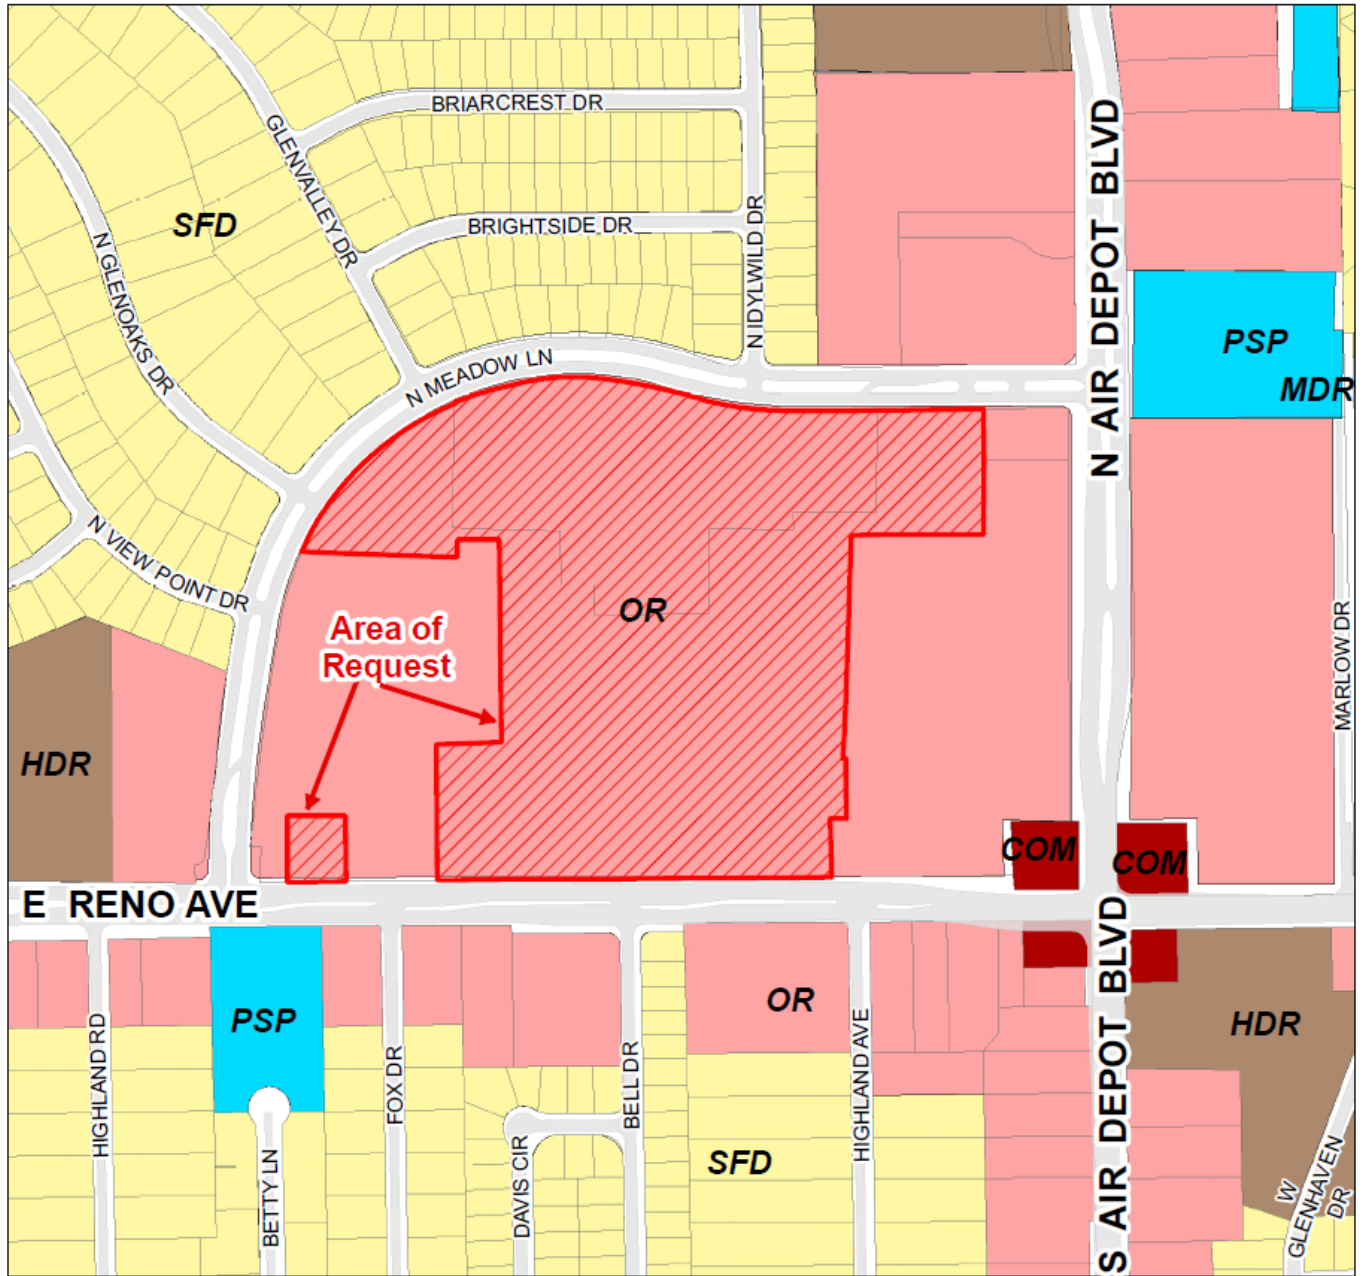 BRIARCREST DR
GLENVALLEY DR
SFD
BRIGHTSIDE DR
N IDYLWILD DR
N AIR DEPOT BLVD
N GLENOAKS DR
N MEADOW LN
PSP
MDR
N VIEW POINT DR
OR
Area of
Request
MARLOW DR
HDR
COM
COM
E RENO AVE
PSP
OR
HDR
HIGHLAND RD
FOX DR
BELL DR
HIGHLAND AVE
S AIR DEPOT BLVD
BETTY LN
DAVIS CIR
SFD
W
GLENHAVEN
DR